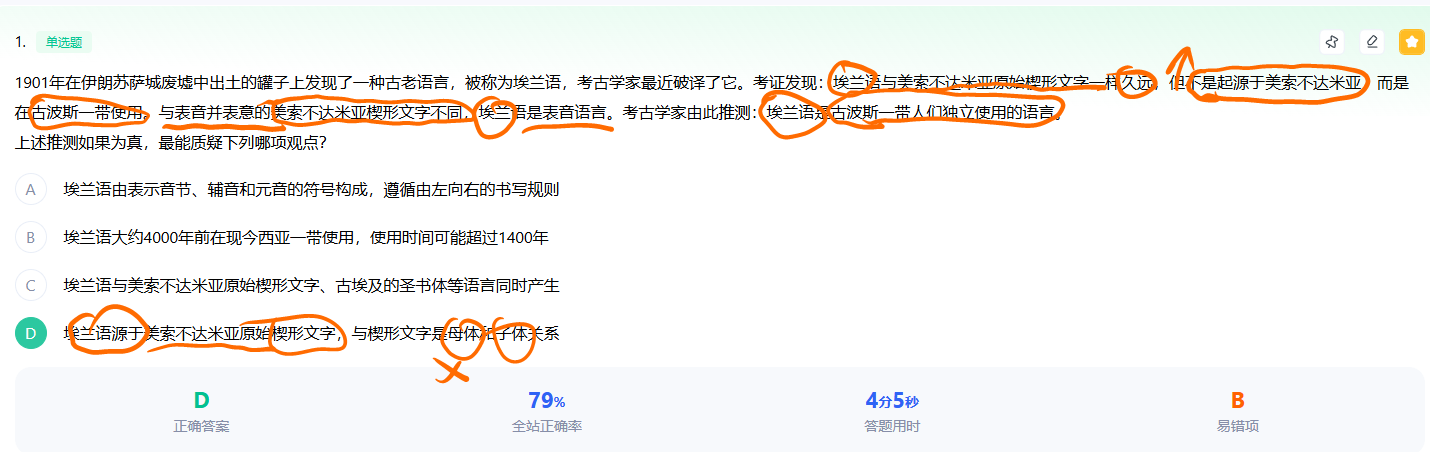 1. 单选题
1901年在伊朗苏萨城废墟中出土的罐子上发现了一种古老语言，被称为埃兰语，考古学家最近破译了它。考证发现：埃兰语与美索不达米亚原始楔形文字一样久远，但不是起源于美索不达米亚，而是
在古波斯一带使用。与表音并表意的美索不达米亚楔形文字不同，埃兰语是表音语言。考古学家由此推测：埃兰语是古波斯一带人们独立使用的语言。
上述推测如果为真，最能质疑下列哪项观点？
A 埃兰语由表示音节、辅音和元音的符号构成，遵循由左向右的书写规则
B 埃兰语大约4000年前在现今西亚一带使用，使用时间可能超过1400年
C 埃兰语与美索不达米亚原始楔形文字、古埃及的圣书体等语言同时产生
D 埃兰语源于美索不达米亚原始楔形文字，与楔形文字是母体和子体关系
D 79% 4分5秒 B
正确答案 全站正确率 答题用时 易错项